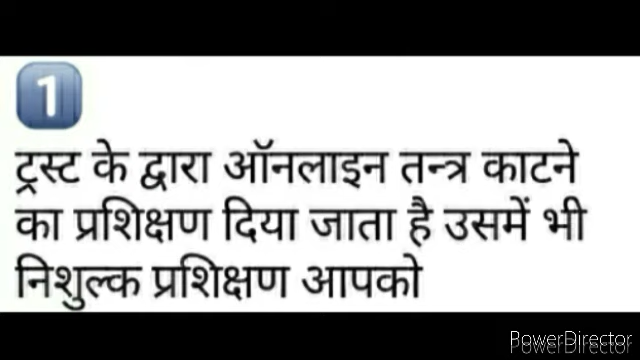 1
ट्रस्ट के द्वारा ऑनलाइन तन्त्र काटने
का प्रशिक्षण दिया जाता है उसमें भी
निशुल्क प्रशिक्षण आपको
PowerDirector